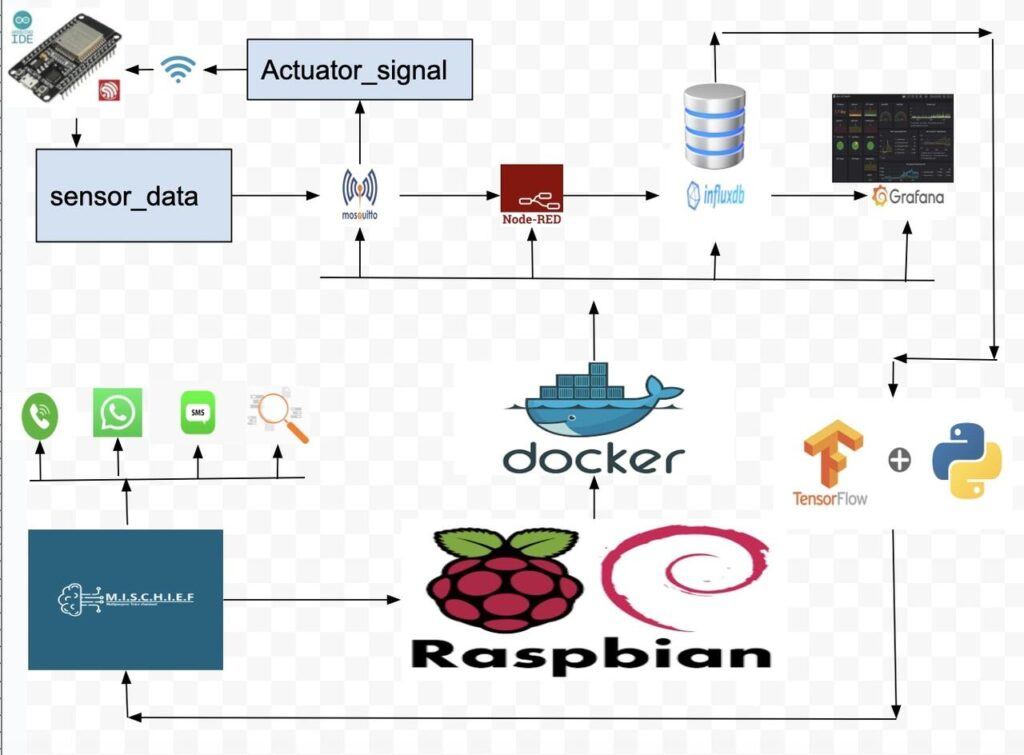 IDE
Actuator_signal
sensor_data
mosquitto
Node-RED
influxdb
Grafana
SMS
docker
TensorFlow
M.I.S.C.H.I.E.F
Raspbian